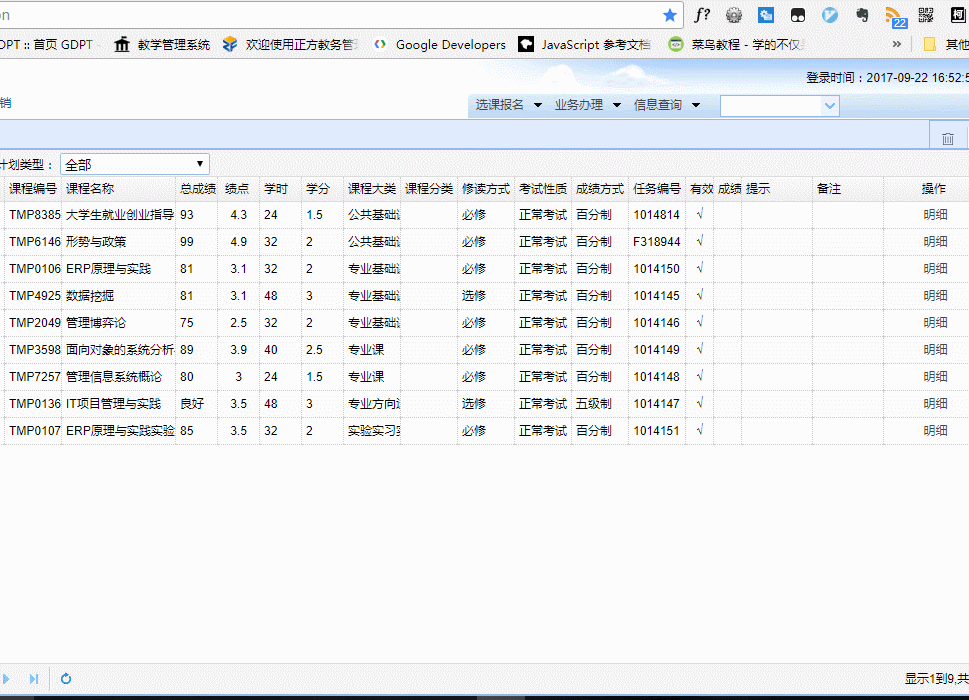 n
f?
22
DPT :: 首页 GDPT
教学管理系统
欢迎使用正方教务管
Google Developers
JavaScript 参考文档
菜鸟教程 - 学的不仅
»
其他
登录时间：2017-09-22 16:52:5
销
选课报名 业务办理 信息查询
计划类型： 全部
课程编号 课程名称 总成绩 绩点 学时 学分 课程大类 课程分类 修读方式 考试性质 成绩方式 任务编号 有效 成绩 提示 备注 操作
TMP8385 大学生就业创业指导 93 4.3 24 1.5 公共基础 必修 正常考试 百分制 1014814 √ 明细
TMP6146 形势与政策 99 4.9 32 2 公共基础 必修 正常考试 百分制 F318944 √ 明细
TMP0106 ERP原理与实践 81 3.1 32 2 专业基础 必修 正常考试 百分制 1014150 √ 明细
TMP4925 数据挖掘 81 3.1 48 3 专业基础 选修 正常考试 百分制 1014145 √ 明细
TMP2049 管理博弈论 75 2.5 32 2 专业基础 必修 正常考试 百分制 1014146 √ 明细
TMP3598 面向对象的系统分析 89 3.9 40 2.5 专业课 必修 正常考试 百分制 1014149 √ 明细
TMP7257 管理信息系统概论 80 3 24 1.5 专业课 必修 正常考试 百分制 1014148 √ 明细
TMP0136 IT项目管理与实践 良好 3.5 48 3 专业方向 选修 正常考试 五级制 1014147 √ 明细
TMP0107 ERP原理与实践实验 85 3.5 32 2 实验实习实 必修 正常考试 百分制 1014151 √ 明细
显示1到9,共